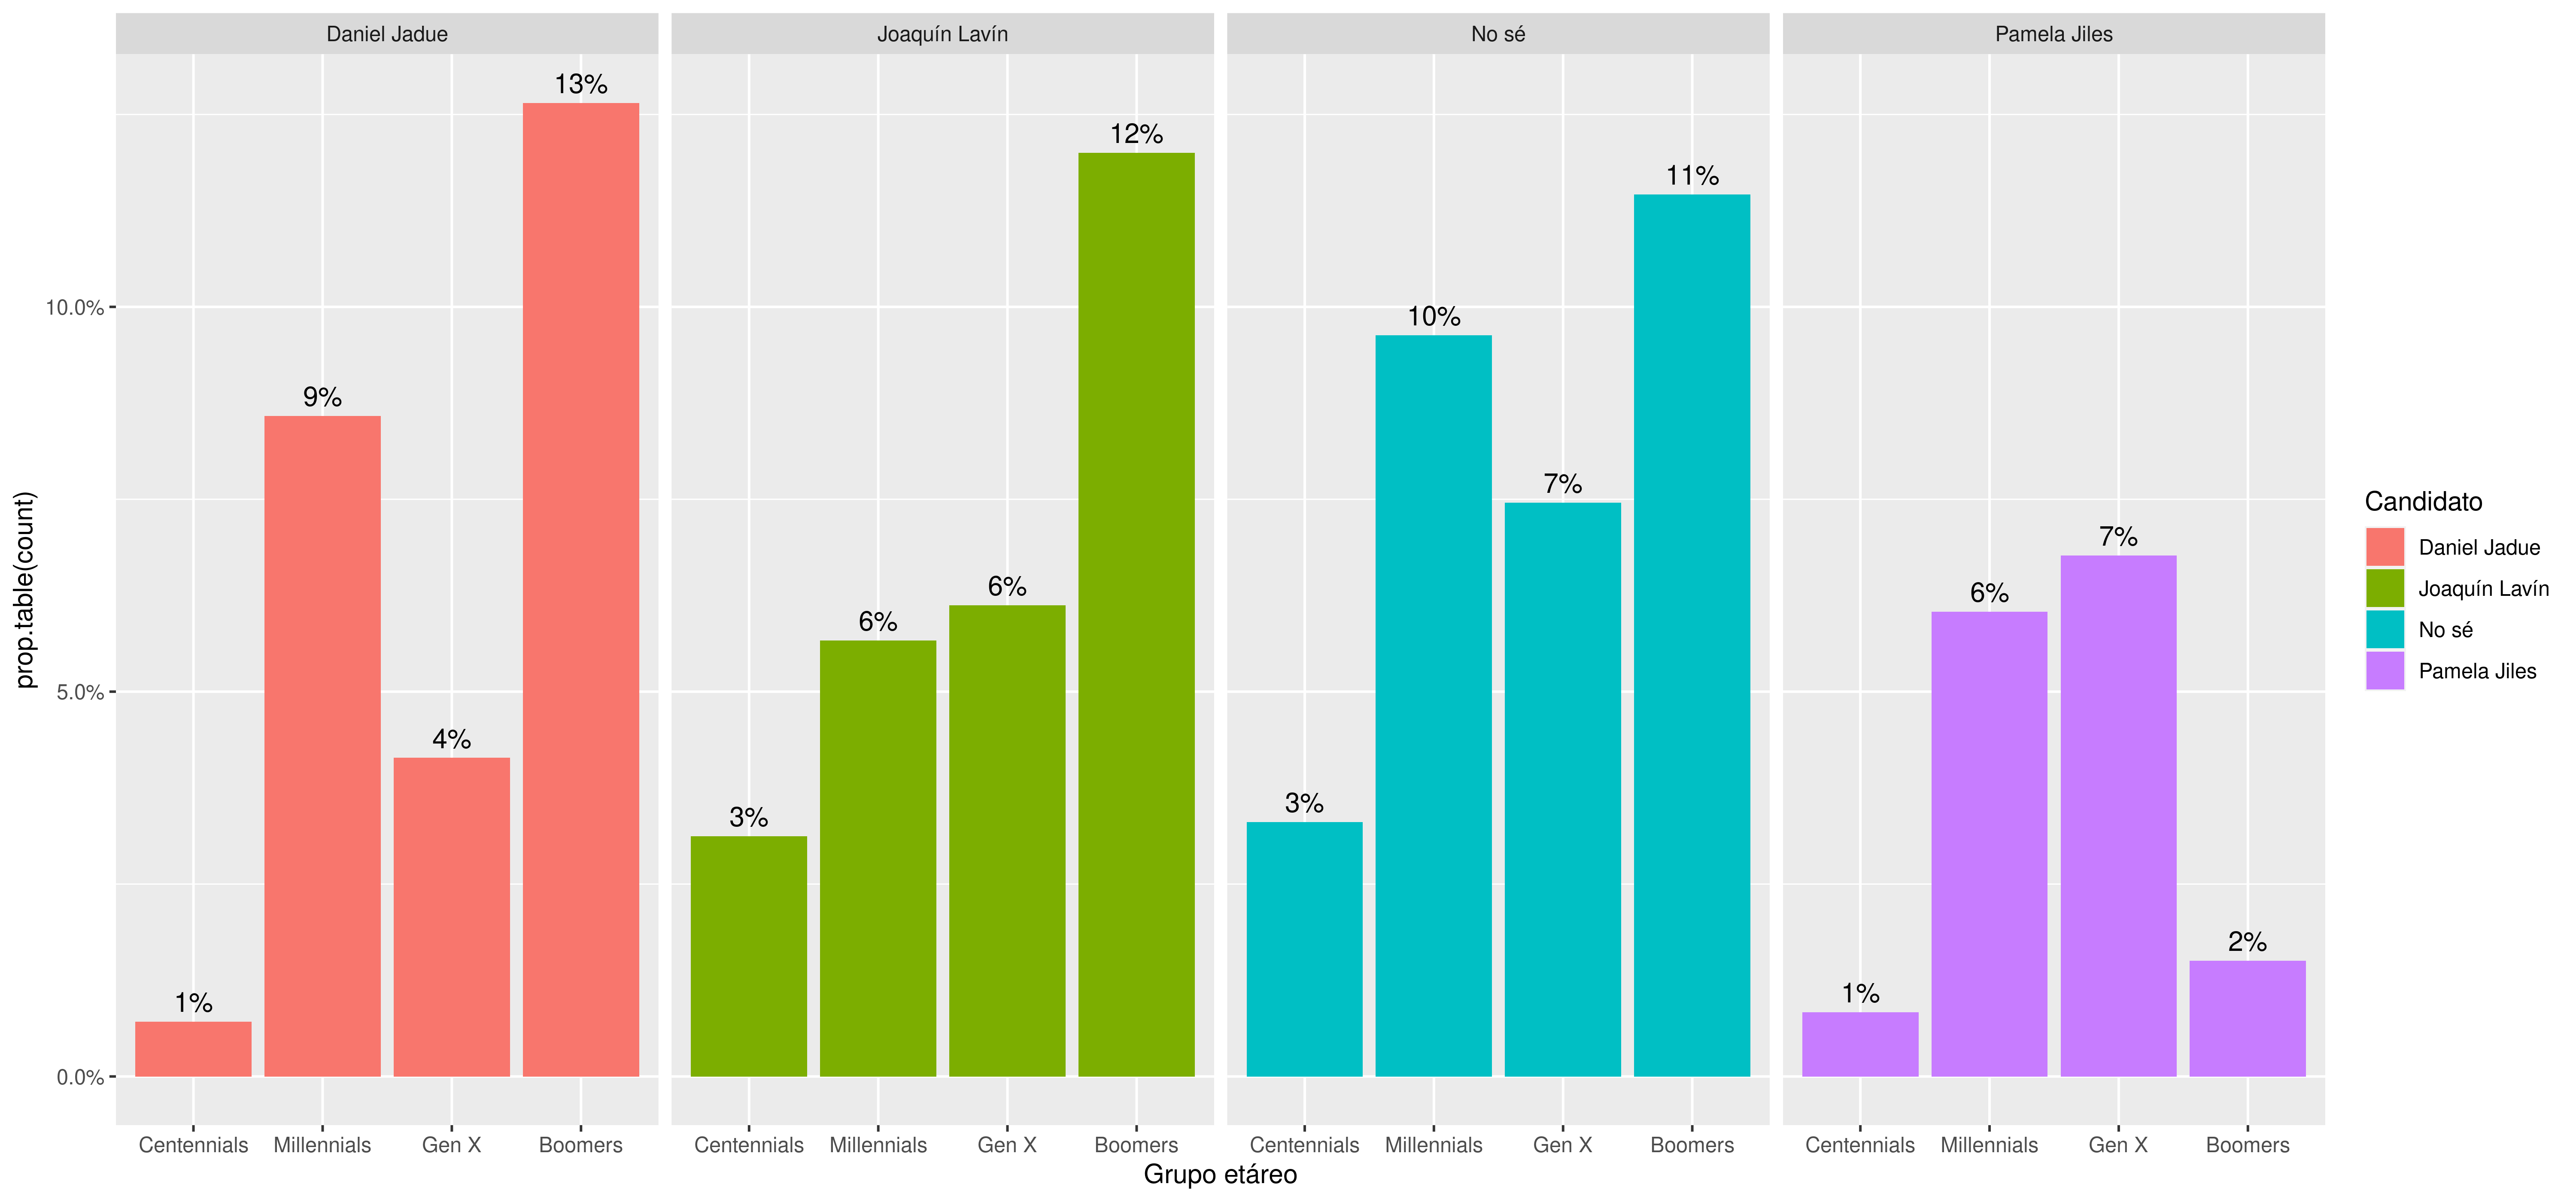 Daniel Jadue
Joaquín Lavín
No sé
Pamela Jiles
13%
12%
11%
10%
9%
7%
7%
6%
6%
6%
4%
3%
3%
2%
1%
1%
10.0%
5.0%
0.0%
prop.table(count)
Centennials Millennials Gen X Boomers
Centennials Millennials Gen X Boomers
Centennials Millennials Gen X Boomers
Centennials Millennials Gen X Boomers
Grupo etáreo
Candidato
Daniel Jadue
Joaquín Lavín
No sé
Pamela Jiles